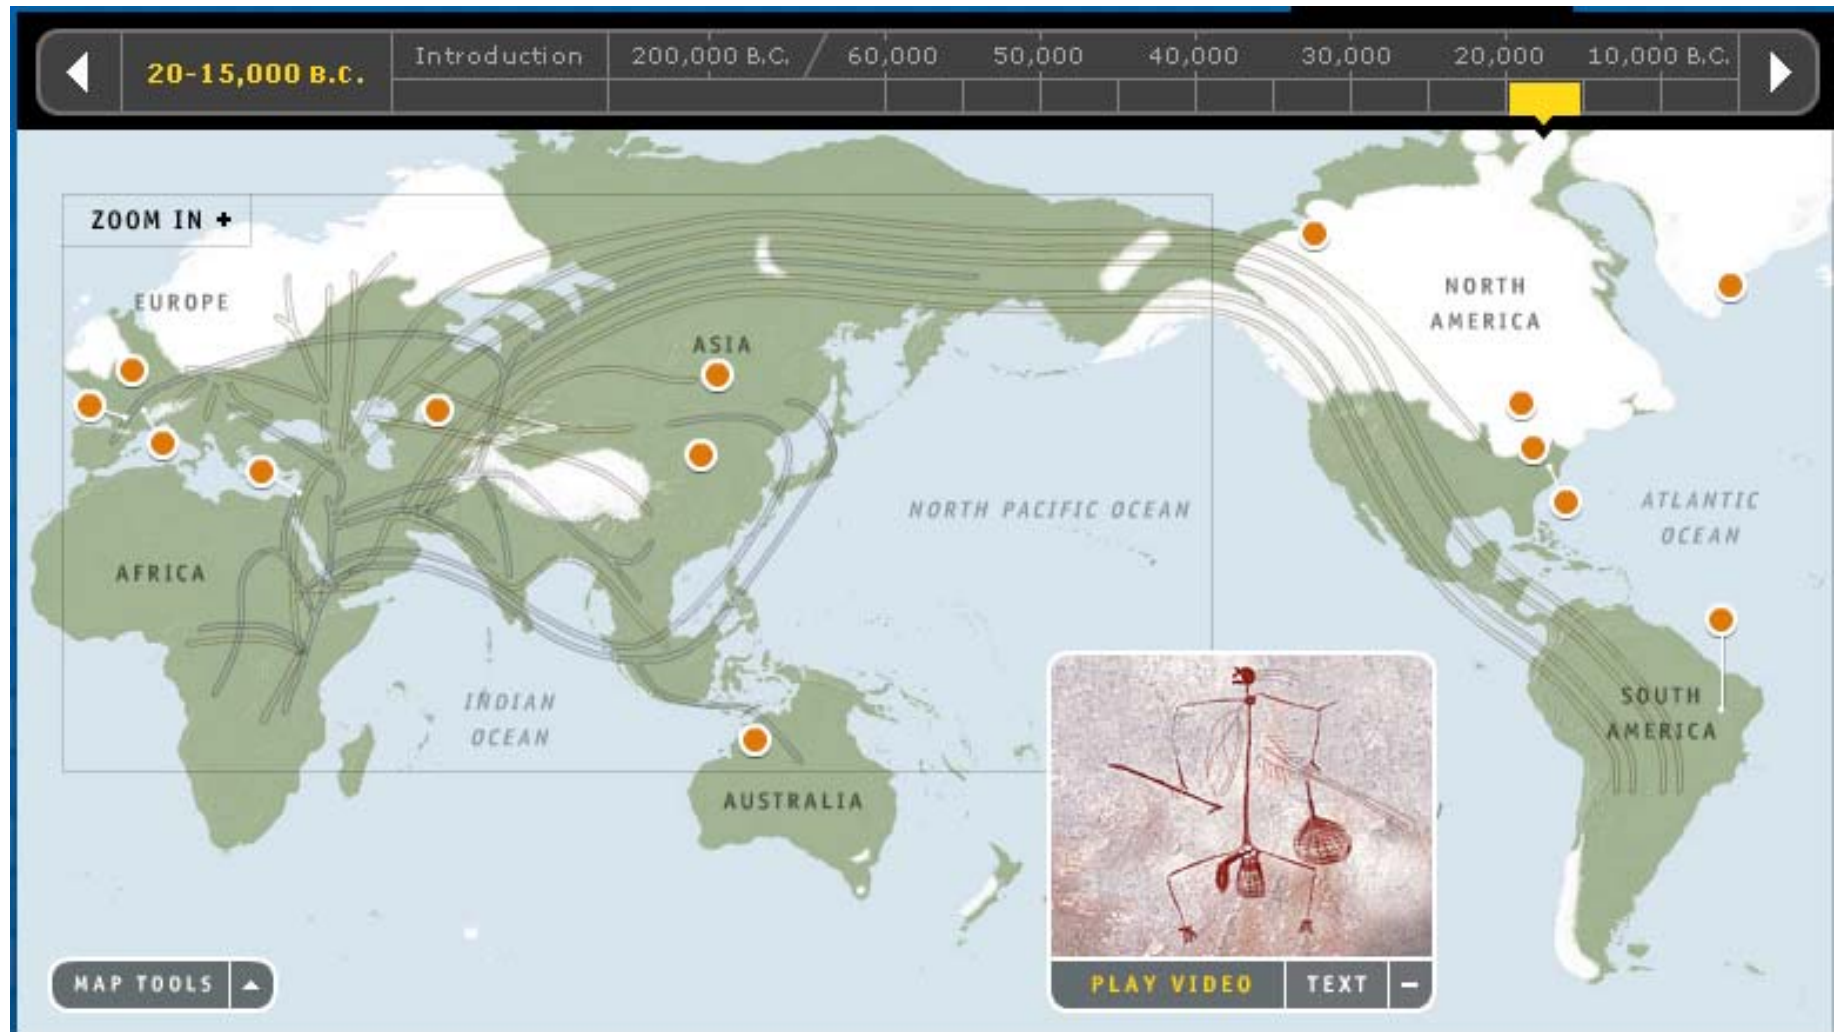 20-15,000 B.C.
Introduction
200,000 B.C.
60,000
50,000
40,000
30,000
20,000
10,000 B.C.
ZOOM IN +
EUROPE
ASIA
NORTH
AMERICA
NORTH PACIFIC OCEAN
ATLANTIC
OCEAN
AFRICA
INDIAN
OCEAN
SOUTH
AMERICA
AUSTRALIA
MAP TOOLS
PLAY VIDEO
TEXT